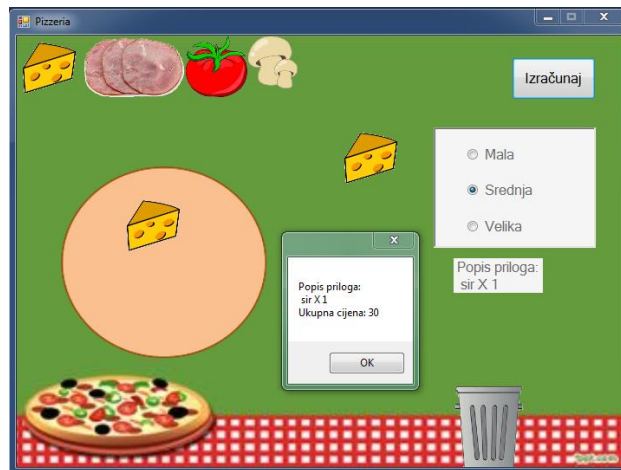 Pizzeria
Izračunaj
Mala
Srednja
Velika
Popis priloga:
sir X 1
Popis priloga:
sir X 1
Ukupna cijena: 30
OK